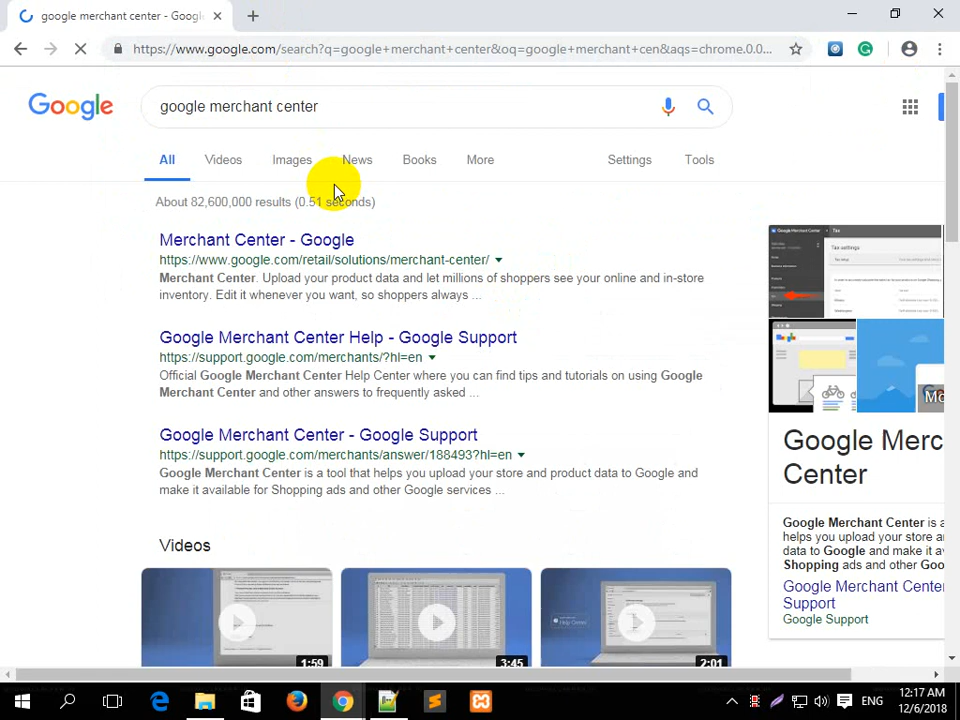 google merchant center - Googl
https://www.google.com/search?q=google+merchant+center&oq=google+merchant+cen&aqs=chrome.0.0...
Google
google merchant center
All Videos Images News Books More Settings Tools
About 82,600,000 results (0.51 seconds)
Merchant Center - Google
https://www.google.com/retail/solutions/merchant-center/
Merchant Center. Upload your product data and let millions of shoppers see your online and in-store
inventory. Edit it whenever you want, so shoppers always ...
Google Merchant Center Help - Google Support
https://support.google.com/merchants/?hl=en
Official Google Merchant Center Help Center where you can find tips and tutorials on using Google
Merchant Center and other answers to frequently asked ...
Google Merchant Center - Google Support
https://support.google.com/merchants/answer/188493?hl=en
Google Merchant Center is a tool that helps you upload your store and product data to Google and
make it available for Shopping ads and other Google services ...
Videos
1:59
3:45
Help Center
2:01
Google Merchant Center
Tax
Tax settings
Mo
Google Merc
Center
Google Merchant Center is a
helps you upload your store
data to Google and make it a
Shopping ads and other Goo
Google Merchant Center
Support
Google Support
ENG
12:17 AM
12/6/2018